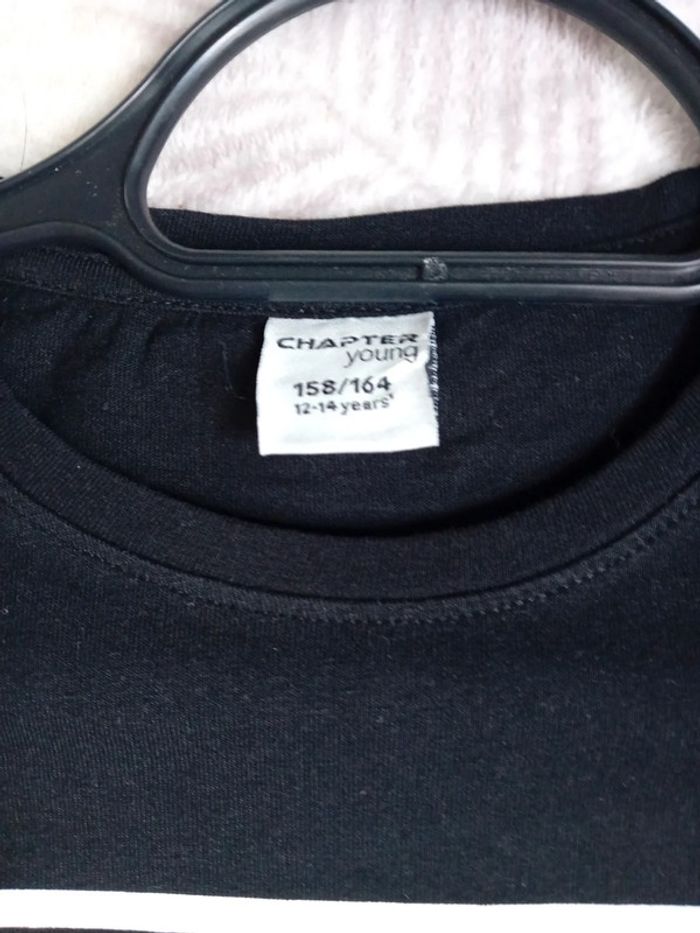 CHAPTER
young
158/164
12-14 years'